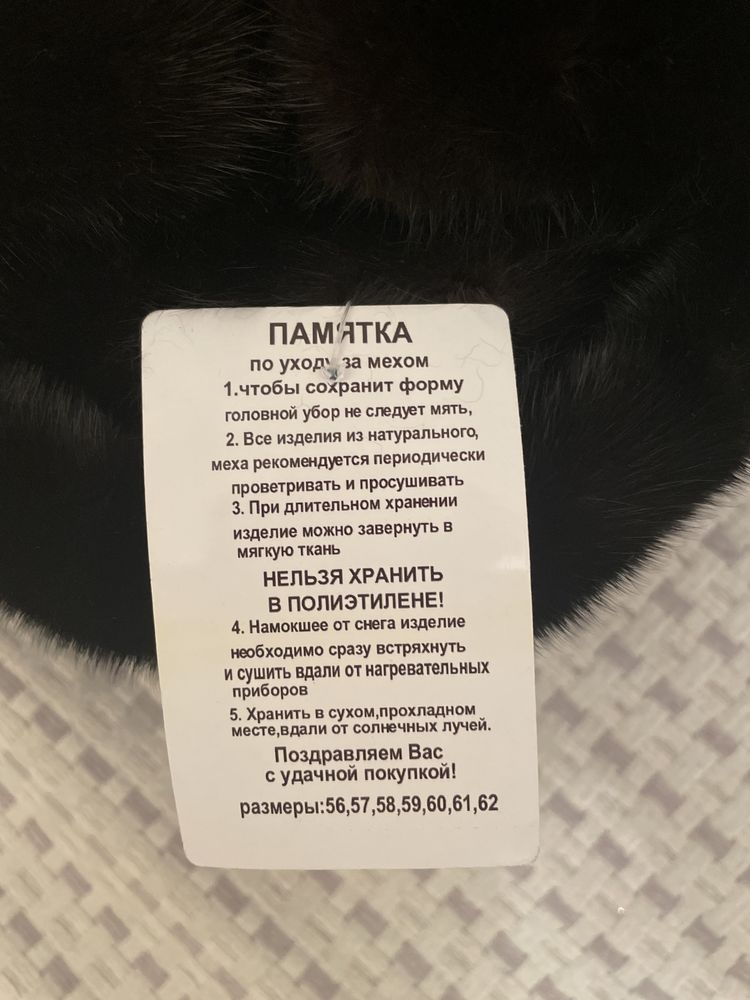 ПАМЯТКА
по уходу за мехом
1.чтобы сохранит форму
головной убор не следует мять,
2. Все изделия из натурального,
меха рекомендуется периодически
проветривать и просушивать
3. При длительном хранении
изделие можно завернуть в
мягкую ткань
НЕЛЬЗЯ ХРАНИТЬ
В ПОЛИЭТИЛЕНЕ!
4. Намокшее от снега изделие
необходимо сразу встряхнуть
и сушить вдали от нагревательных
приборов
5. Хранить в сухом,прохладном
месте,вдали от солнечных лучей.
Поздравляем Вас
с удачной покупкой!
размеры:56,57,58,59,60,61,62